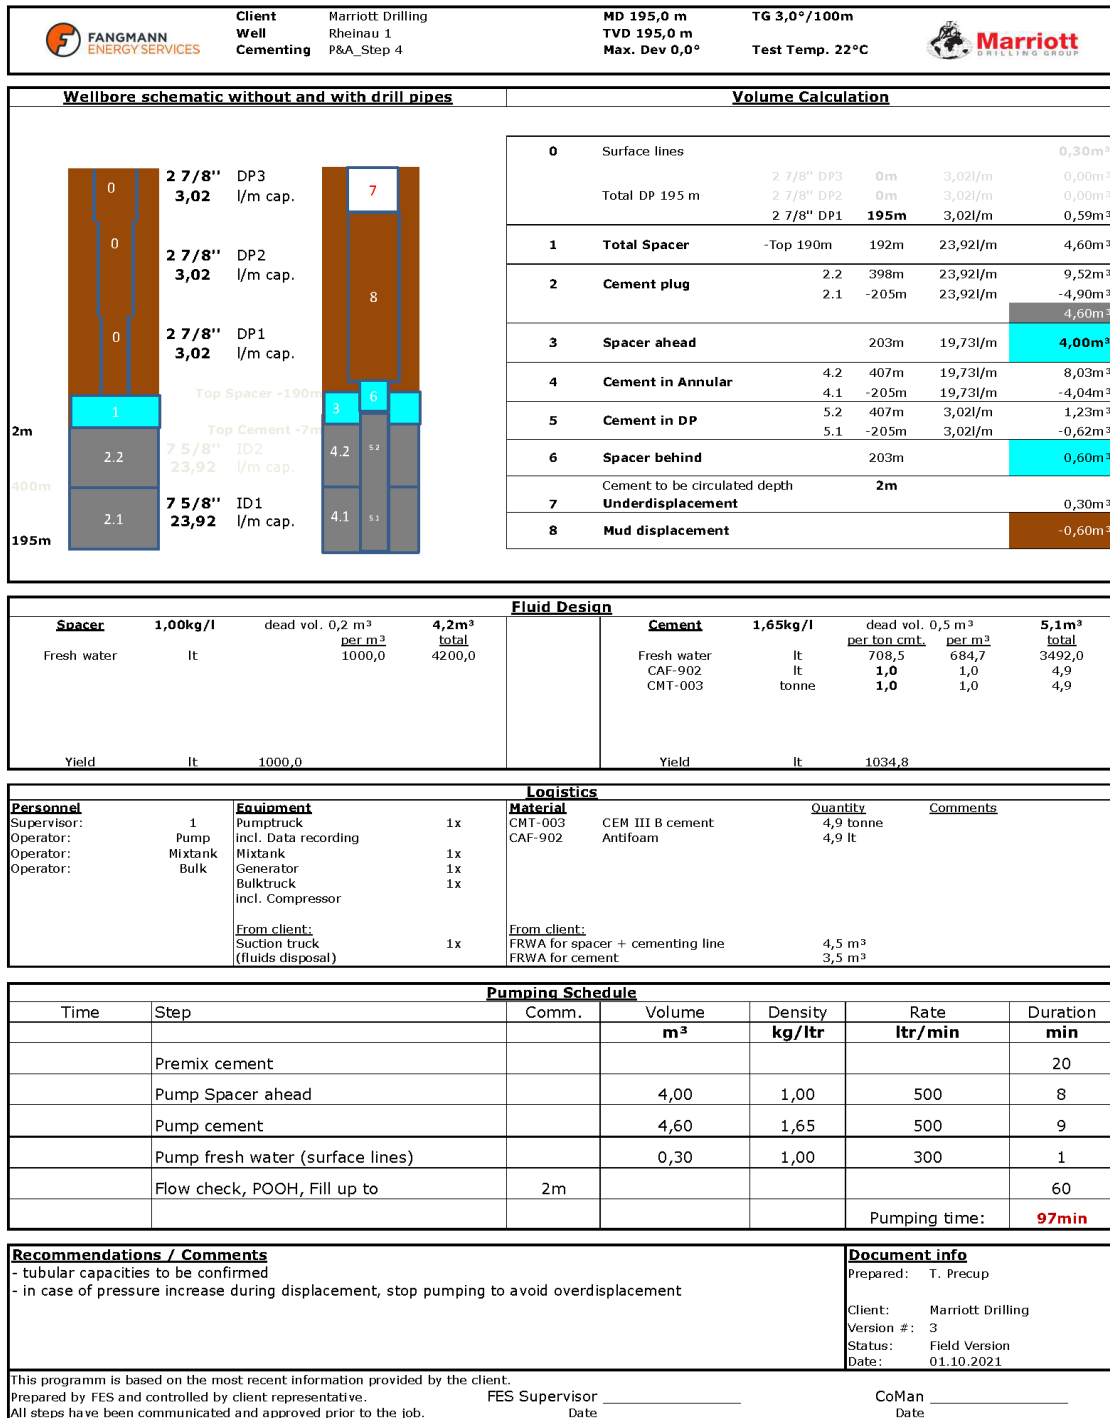 FANGMANN
ENERGY SERVICES
Client Marriott Drilling MD 195,0 m TG 3,0°/100m
Well Rheinau 1 TVD 195,0 m
Cementing P&A_Step 4 Max. Dev 0,0° Test Temp. 22°C
Marriott
DRILLING GROUP
Wellbore schematic without and with drill pipes
2 7/8'' DP3
3,02 l/m cap.
2 7/8'' DP2
3,02 l/m cap.
2 7/8'' DP1
3,02 l/m cap.
Top Spacer -190m
Top Cement -7m
2m
7 5/8'' ID2
23,92 l/m cap.
400m
7 5/8'' ID1
23,92 l/m cap.
195m
0
0
0
1
2.2
2.1
7
8
6
3
4.2
5.2
4.1
5.1
Volume Calculation
0 Surface lines 0,30m³
2 7/8'' DP3 0m 3,02l/m 0,00m³
Total DP 195 m 2 7/8'' DP2 0m 3,02l/m 0,00m³
2 7/8'' DP1 195m 3,02l/m 0,59m³
1 Total Spacer -Top 190m 192m 23,92l/m 4,60m³
2 Cement plug 2.2 398m 23,92l/m 9,52m³
2.1 -205m 23,92l/m -4,90m³
4,60m³
3 Spacer ahead 203m 19,73l/m 4,00m³
4 Cement in Annular 4.2 407m 19,73l/m 8,03m³
4.1 -205m 19,73l/m -4,04m³
5 Cement in DP 5.2 407m 3,02l/m 1,23m³
5.1 -205m 3,02l/m -0,62m³
6 Spacer behind 203m 0,60m³
Cement to be circulated depth 2m
7 Underdisplacement 0,30m³
8 Mud displacement -0,60m³
Fluid Design
Spacer 1,00kg/l dead vol. 0,2 m³ 4,2m³
per m³ total
Fresh water lt 1000,0 4200,0
Yield lt 1000,0
Cement 1,65kg/l dead vol. 0,5 m³ 5,1m³
per ton cmt. per m³ total
Fresh water lt 708,5 684,7 3492,0
CAF-902 lt 1,0 1,0 4,9
CMT-003 tonne 1,0 1,0 4,9
Yield lt 1034,8
Logistics
Personnel
Supervisor: 1
Operator: Pump
Operator: Mixtank
Operator: Bulk
Equipment
Pumptruck 1x
incl. Data recording
Mixtank 1x
Generator 1x
Bulktruck 1x
incl. Compressor
From client:
Suction truck 1x
(fluids disposal)
Material Quantity Comments
CMT-003 CEM III B cement 4,9 tonne
CAF-902 Antifoam 4,9 lt
From client:
FRWA for spacer + cementing line 4,5 m³
FRWA for cement 3,5 m³
Pumping Schedule
Time Step Comm. Volume Density Rate Duration
m³ kg/ltr ltr/min min
Premix cement 20
Pump Spacer ahead 4,00 1,00 500 8
Pump cement 4,60 1,65 500 9
Pump fresh water (surface lines) 0,30 1,00 300 1
Flow check, POOH, Fill up to 2m 60
Pumping time: 97min
Recommendations / Comments
- tubular capacities to be confirmed
- in case of pressure increase during displacement, stop pumping to avoid overdisplacement
Document info
Prepared: T. Precup
Client: Marriott Drilling
Version #: 3
Status: Field Version
Date: 01.10.2021
This programm is based on the most recent information provided by the client.
Prepared by FES and controlled by client representative. FES Supervisor CoMan
All steps have been communicated and approved prior to the job. Date Date